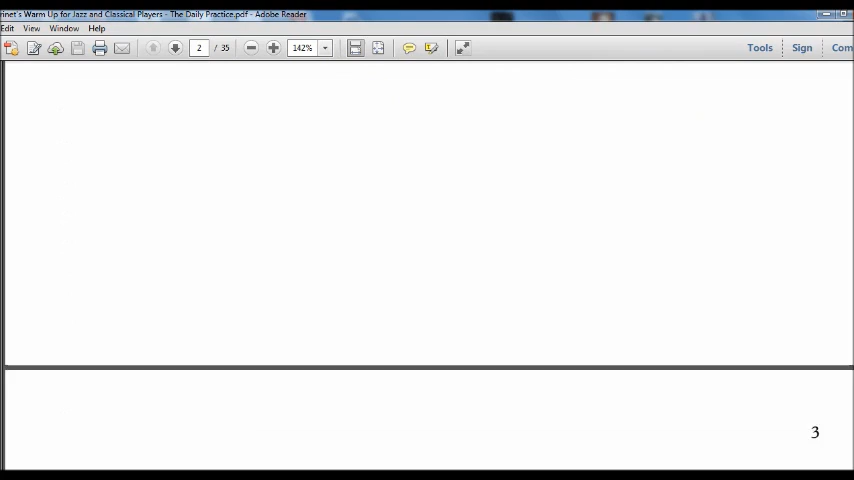 rinet's Warm Up for Jazz and Classical Players - The Daily Practice.pdf - Adobe Reader
Edit View Window Help
2 / 35 142% Tools Sign Com
3